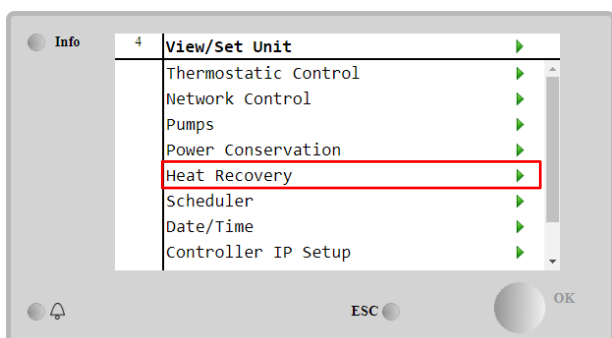 Info
4 View/Set Unit
Thermostatic Control
Network Control
Pumps
Power Conservation
Heat Recovery
Scheduler
Date/Time
Controller IP Setup
ESC
OK